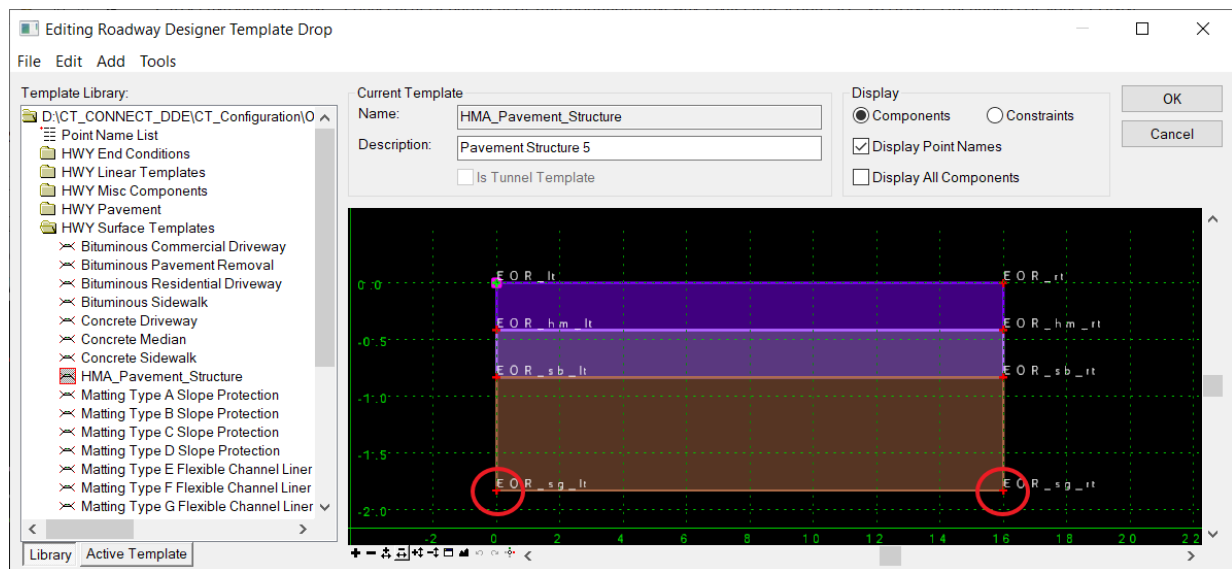 Editing Roadway Designer Template Drop
File Edit Add Tools
Template Library:
D:\CT_CONNECT_DDE\CT_Configuration\O
Point Name List
HWY End Conditions
HWY Linear Templates
HWY Misc Components
HWY Pavement
HWY Surface Templates
Bituminous Commercial Driveway
Bituminous Pavement Removal
Bituminous Residential Driveway
Bituminous Sidewalk
Concrete Driveway
Concrete Median
Concrete Sidewalk
HMA_Pavement_Structure
Matting Type A Slope Protection
Matting Type B Slope Protection
Matting Type C Slope Protection
Matting Type D Slope Protection
Matting Type E Flexible Channel Liner
Matting Type F Flexible Channel Liner
Matting Type G Flexible Channel Liner
Library Active Template
Current Template
Name: HMA_Pavement_Structure
Description: Pavement Structure 5
Is Tunnel Template
Display
Components Constraints
Display Point Names
Display All Components
OK
Cancel
EOR_lt EOR_rt
0.0
EOR_hm_lt EOR_hm_rt
-0.5
EOR_sb_lt EOR_sb_rt
-1.0
-1.5
EOR_sg_lt EOR_sg_rt
-2.0
-2 0 2 4 6 8 10 12 14 16 18 20 22